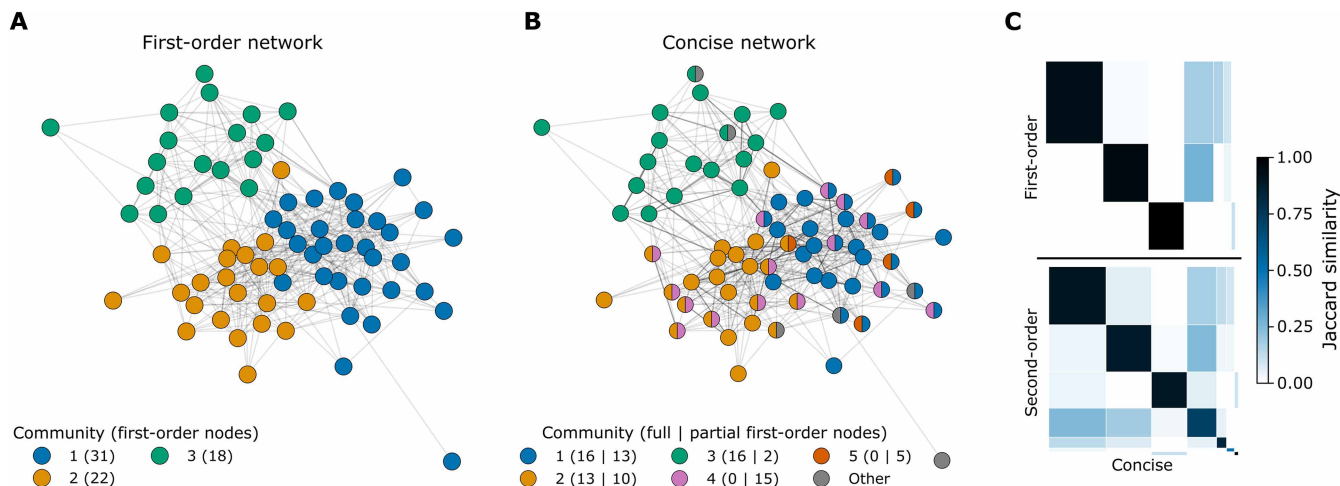 A
First-order network
Community (first-order nodes)
1 (31)
3 (18)
2 (22)
B
Concise network
Community (full | partial first-order nodes)
1 (16 | 13)
3 (16 | 2)
5 (0 | 5)
2 (13 | 10)
4 (0 | 15)
Other
C
First-order
Second-order
Concise
1.00
0.75
0.50
0.25
0.00
Jaccard similarity